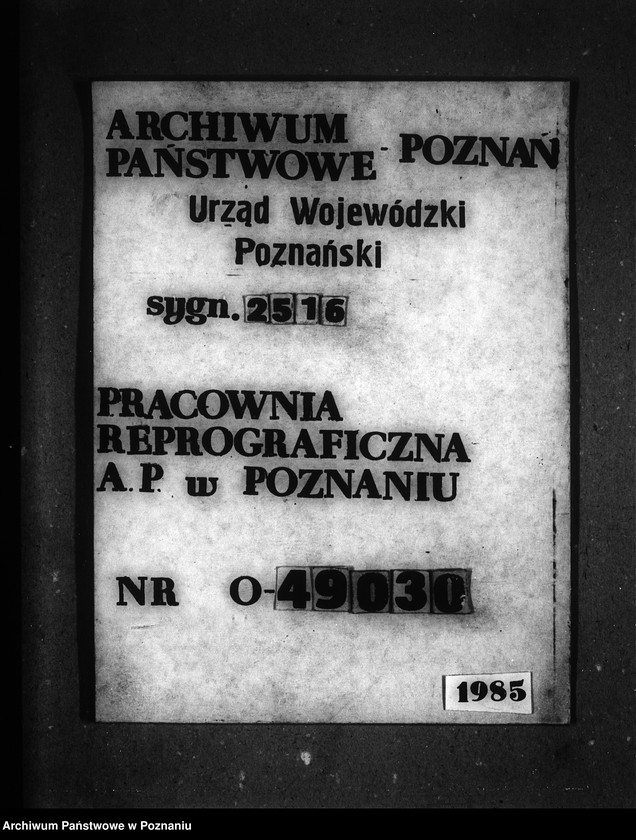 ARCHIWUM
PAŃSTWOWE - POZNAŃ
Urząd Wojewódzki
Poznański
sygn. 2516
PRACOWNIA
REPROGRAFICZNA
A.P. w POZNANIU
NR O-49030
1985
Archiwum Państwowe w Poznaniu